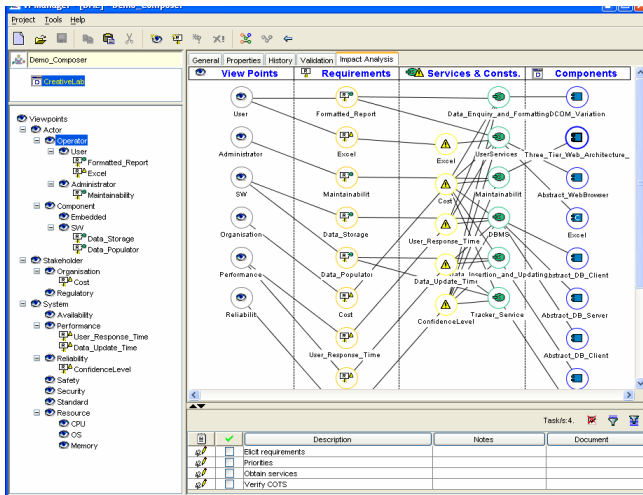 Project Tools Help
Demo_Composer
CreativeLab
General Properties History Validation Impact Analysis
View Points Requirements Services & Consts. Components
User Formatted_Report Data_Enquiry_and_FormattingDCOM_Variation
Administrator Excel Excel UserServices Three_Tier_Web_Architecture_
SW Maintainabilit Cost Maintainabilit Abstract_WebBrowser
Organisation Data_Storage User_Response_Time DBMS Excel
Performance Data_Populator Data_Update_Time Data_Insertion_and_Updating Abstract_DB_Client
Reliabilit Cost ConfidenceLevel Tracker_Service Abstract_DB_Server
User_Response_Time Abstract_DB_Client
Viewpoints
Actor
Operator
User
Formatted_Report
Excel
Administrator
Maintainability
Component
Embedded
SW
Data_Storage
Data_Populator
Stakeholder
Organisation
Cost
Regulatory
System
Availability
Performance
User_Response_Time
Data_Update_Time
Reliability
ConfidenceLevel
Safety
Security
Standard
Resource
CPU
OS
Memory
Task/s:4.
Description Notes Document
Elicit requirements
Priorities
Obtain services
Verify COTS